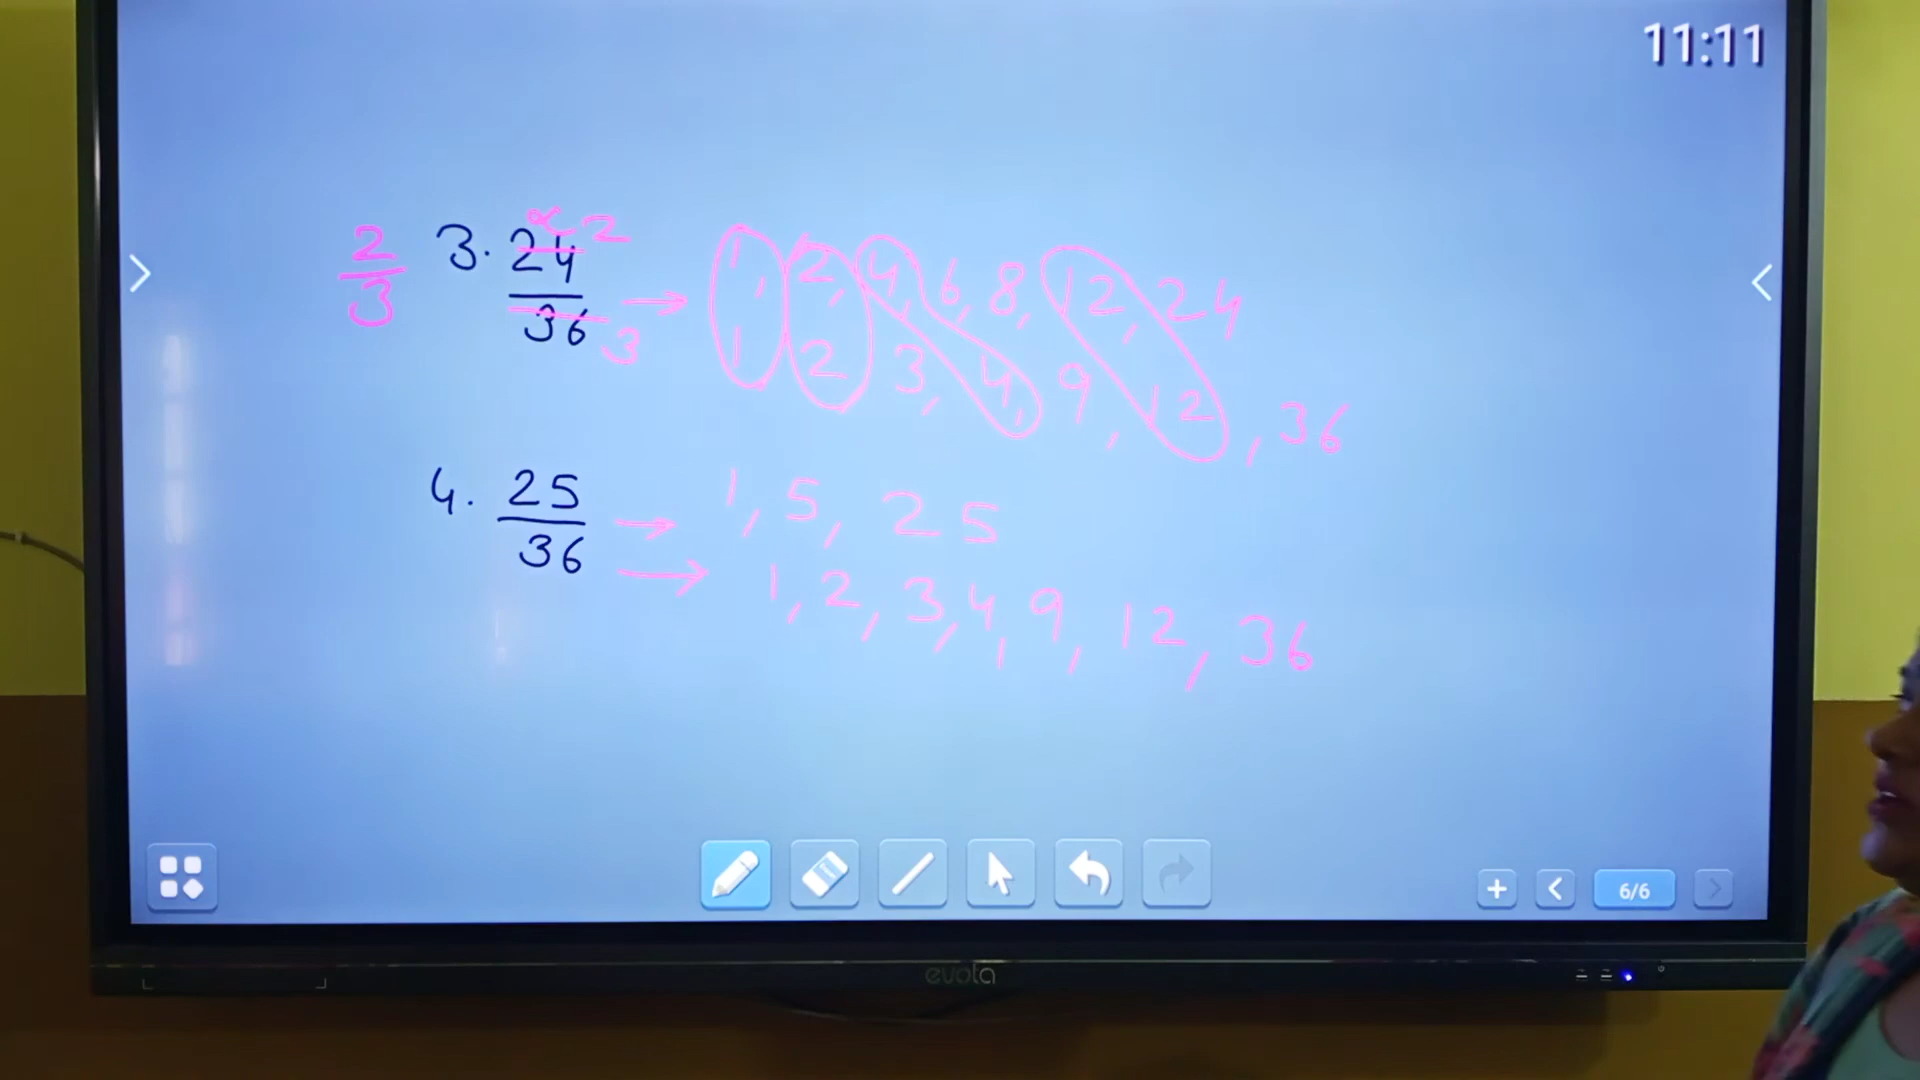 11:11
2/3 3. 24/36 2 3 → 1, 2, 4, 6, 8, 12, 24
1 2 3, 4, 9, 12, 36
4. 25/36 → 1, 5, 25
→ 1, 2, 3, 4, 9, 12, 36
6/6
evota